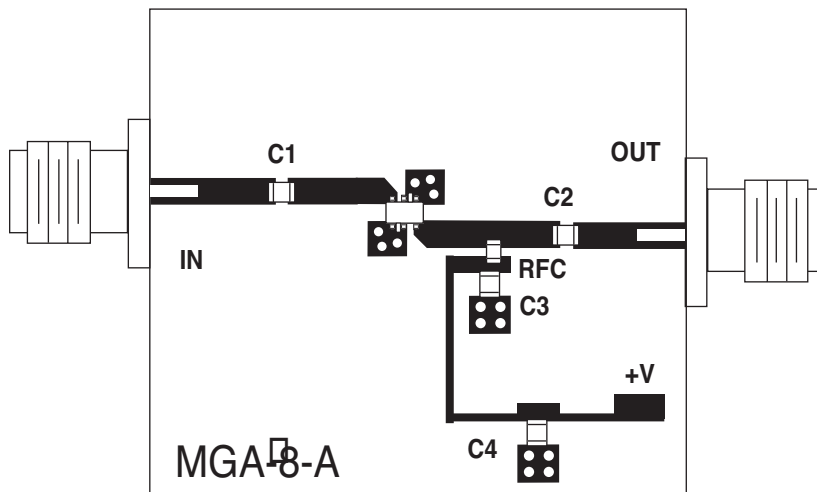 C1
OUT
C2
IN
RFC
C3
+V
C4
MGA-8-A